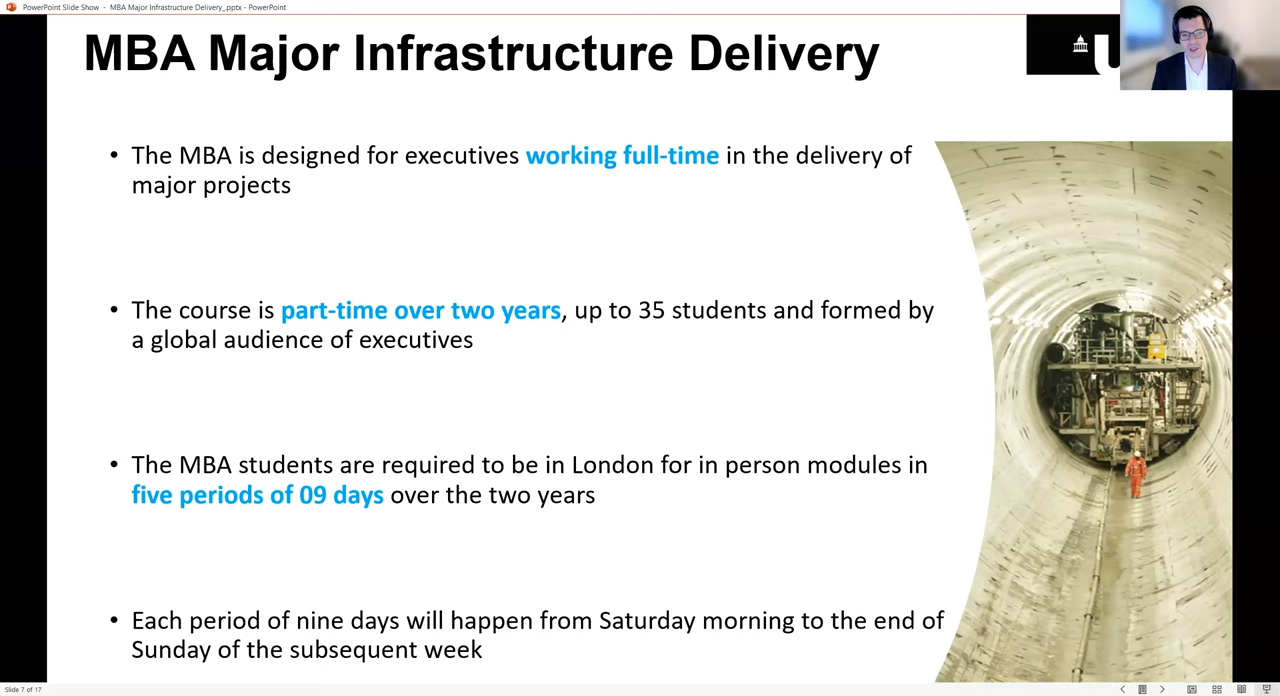 PowerPoint Slide Show - MBA Major Infrastructure Delivery_.pptx - PowerPoint
MBA Major Infrastructure Delivery
U
• The MBA is designed for executives working full-time in the delivery of
major projects
• The course is part-time over two years, up to 35 students and formed by
a global audience of executives
• The MBA students are required to be in London for in person modules in
five periods of 09 days over the two years
• Each period of nine days will happen from Saturday morning to the end of
Sunday of the subsequent week
Slide 7 of 17